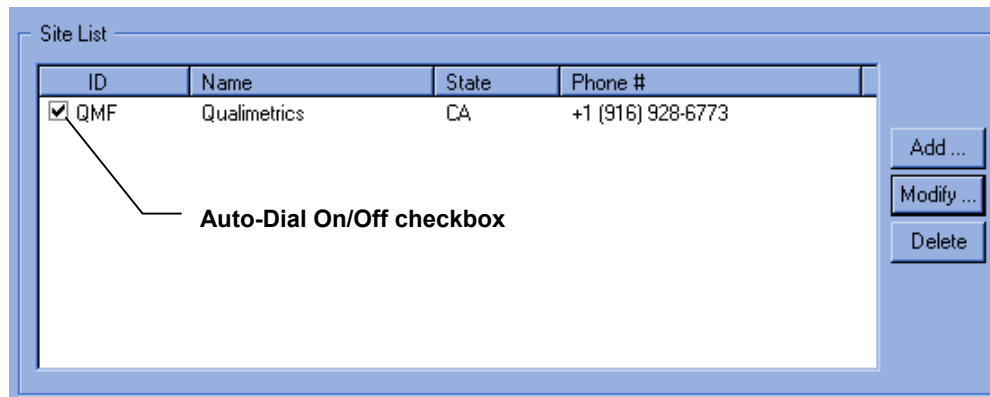 Site List
ID Name State Phone #
QMF Qualimetrics CA +1 (916) 928-6773
Add ...
Modify ...
Auto-Dial On/Off checkbox
Delete